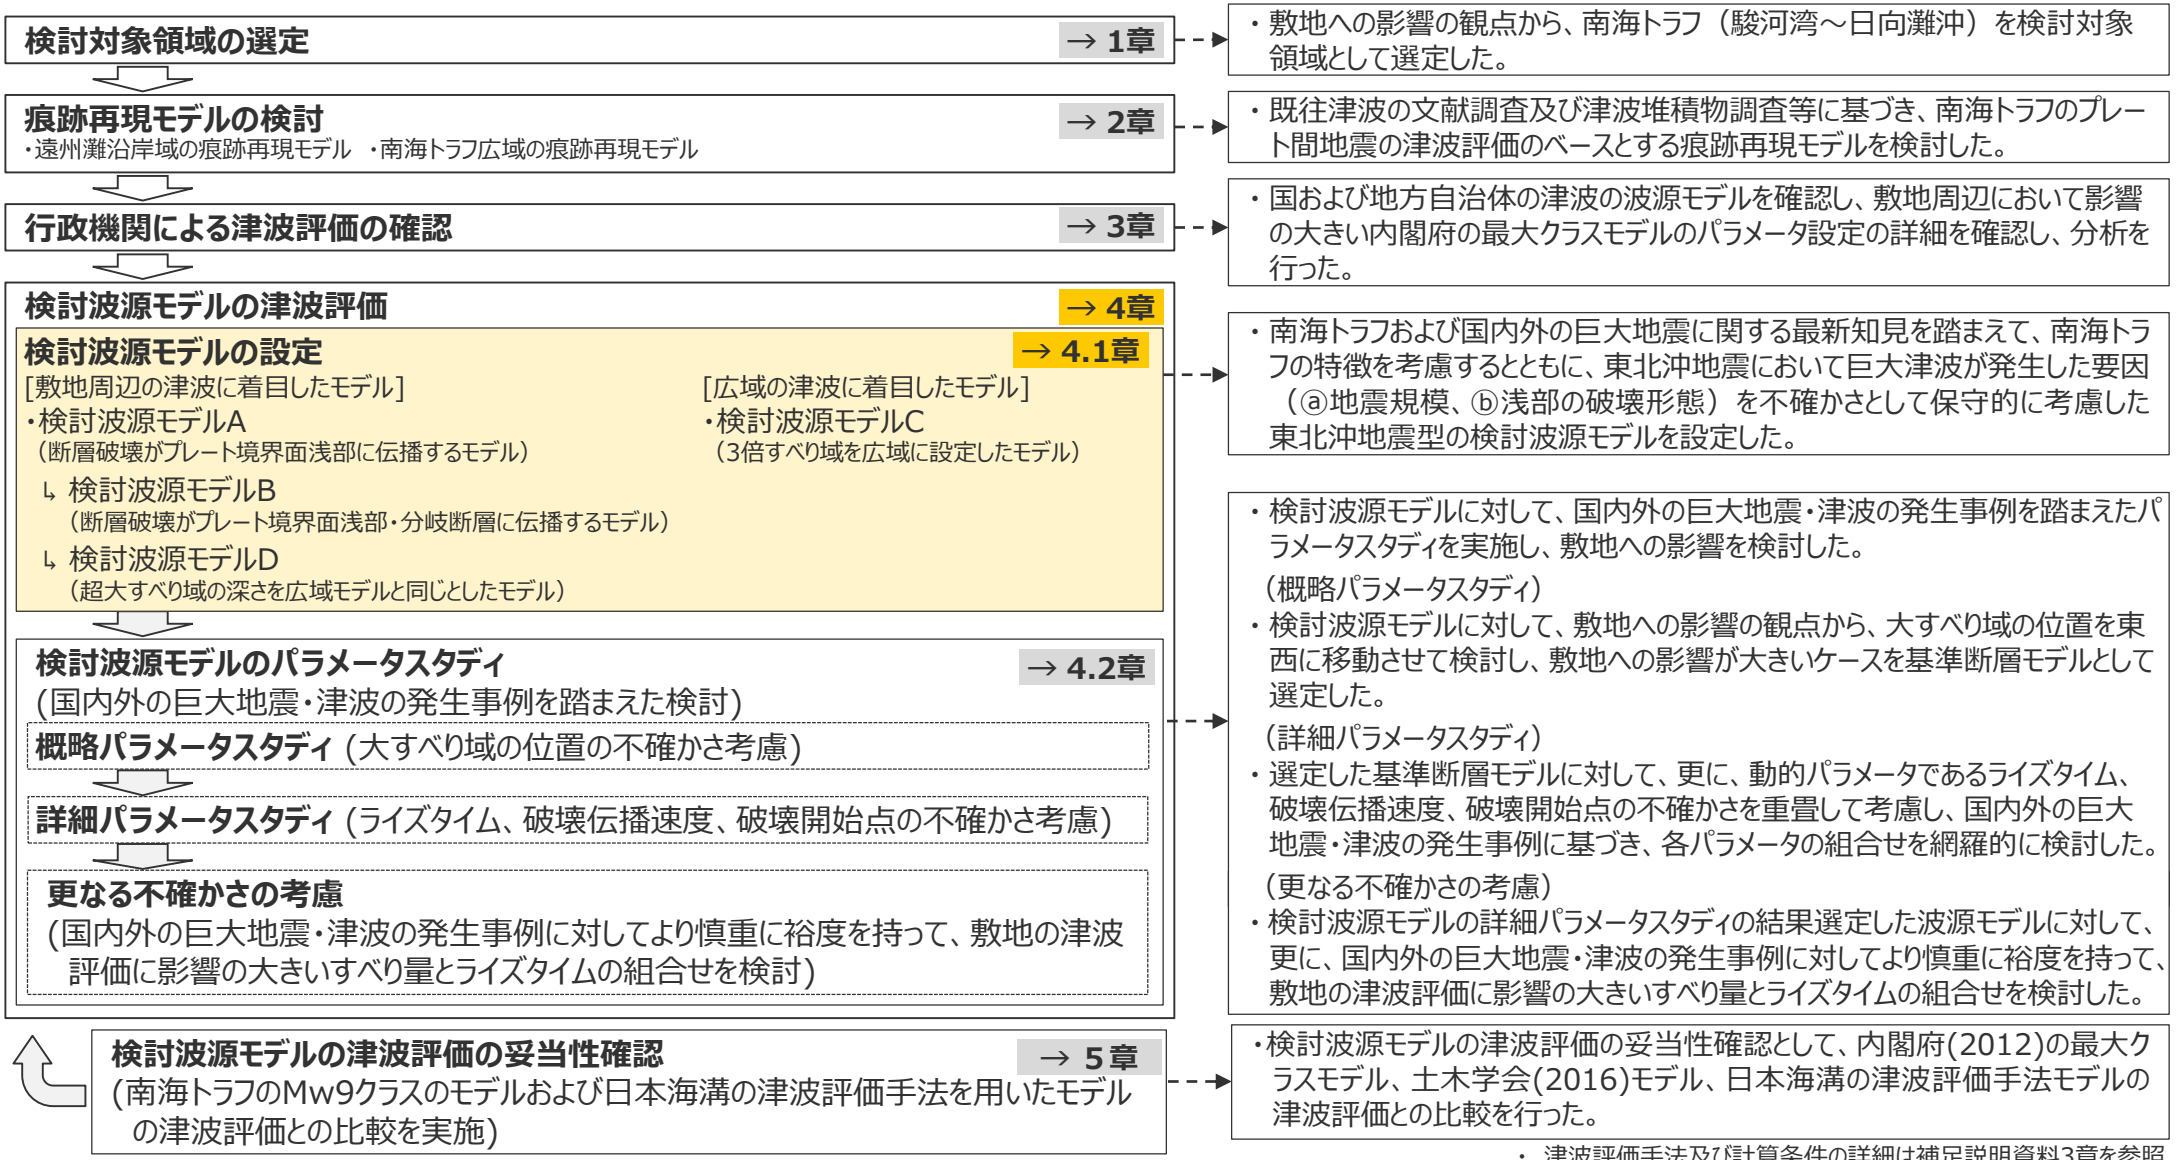 検討対象領域の選定 → 1章
・敷地への影響の観点から、南海トラフ（駿河湾～日向灘沖）を検討対象
領域として選定した。
痕跡再現モデルの検討 → 2章
・遠州灘沿岸域の痕跡再現モデル ・南海トラフ広域の痕跡再現モデル
・既往津波の文献調査及び津波堆積物調査等に基づき、南海トラフのプレー
ト間地震の津波評価のベースとする痕跡再現モデルを検討した。
行政機関による津波評価の確認 → 3章
・国および地方自治体の津波の波源モデルを確認し、敷地周辺において影響
の大きい内閣府の最大クラスモデルのパラメータ設定の詳細を確認し、分析を
行った。
検討波源モデルの津波評価 → 4章
検討波源モデルの設定 → 4.1章
[敷地周辺の津波に着目したモデル] [広域の津波に着目したモデル]
・検討波源モデルA ・検討波源モデルC
（断層破壊がプレート境界面浅部に伝播するモデル） （3倍すべり域を広域に設定したモデル）
↳ 検討波源モデルB
（断層破壊がプレート境界面浅部・分岐断層に伝播するモデル）
↳ 検討波源モデルD
（超大すべり域の深さを広域モデルと同じとしたモデル）
・南海トラフおよび国内外の巨大地震に関する最新知見を踏まえて、南海トラ
フの特徴を考慮するとともに、東北沖地震において巨大津波が発生した要因
（ⓐ地震規模、ⓑ浅部の破壊形態）を不確かさとして保守的に考慮した
東北沖地震型の検討波源モデルを設定した。
検討波源モデルのパラメータスタディ → 4.2章
(国内外の巨大地震・津波の発生事例を踏まえた検討)
概略パラメータスタディ (大すべり域の位置の不確かさ考慮)
詳細パラメータスタディ (ライズタイム、破壊伝播速度、破壊開始点の不確かさ考慮)
更なる不確かさの考慮
(国内外の巨大地震・津波の発生事例に対してより慎重に裕度を持って、敷地の津波
評価に影響の大きいすべり量とライズタイムの組合せを検討)
・検討波源モデルに対して、国内外の巨大地震・津波の発生事例を踏まえたパ
ラメータスタディを実施し、敷地への影響を検討した。
（概略パラメータスタディ）
・検討波源モデルに対して、敷地への影響の観点から、大すべり域の位置を東
西に移動させて検討し、敷地への影響が大きいケースを基準断層モデルとして
選定した。
（詳細パラメータスタディ）
・選定した基準断層モデルに対して、更に、動的パラメータであるライズタイム、
破壊伝播速度、破壊開始点の不確かさを重畳して考慮し、国内外の巨大
地震・津波の発生事例に基づき、各パラメータの組合せを網羅的に検討した。
（更なる不確かさの考慮）
・検討波源モデルの詳細パラメータスタディの結果選定した波源モデルに対して、
更に、国内外の巨大地震・津波の発生事例に対してより慎重に裕度を持って、
敷地の津波評価に影響の大きいすべり量とライズタイムの組合せを検討した。
検討波源モデルの津波評価の妥当性確認 → 5章
(南海トラフのMw9クラスのモデルおよび日本海溝の津波評価手法を用いたモデル
の津波評価との比較を実施)
・検討波源モデルの津波評価の妥当性確認として、内閣府(2012)の最大ク
ラスモデル、土木学会(2016)モデル、日本海溝の津波評価手法モデルの
津波評価との比較を行った。
・ 津波評価手法及び計算条件の詳細は補足説明資料3章を参照